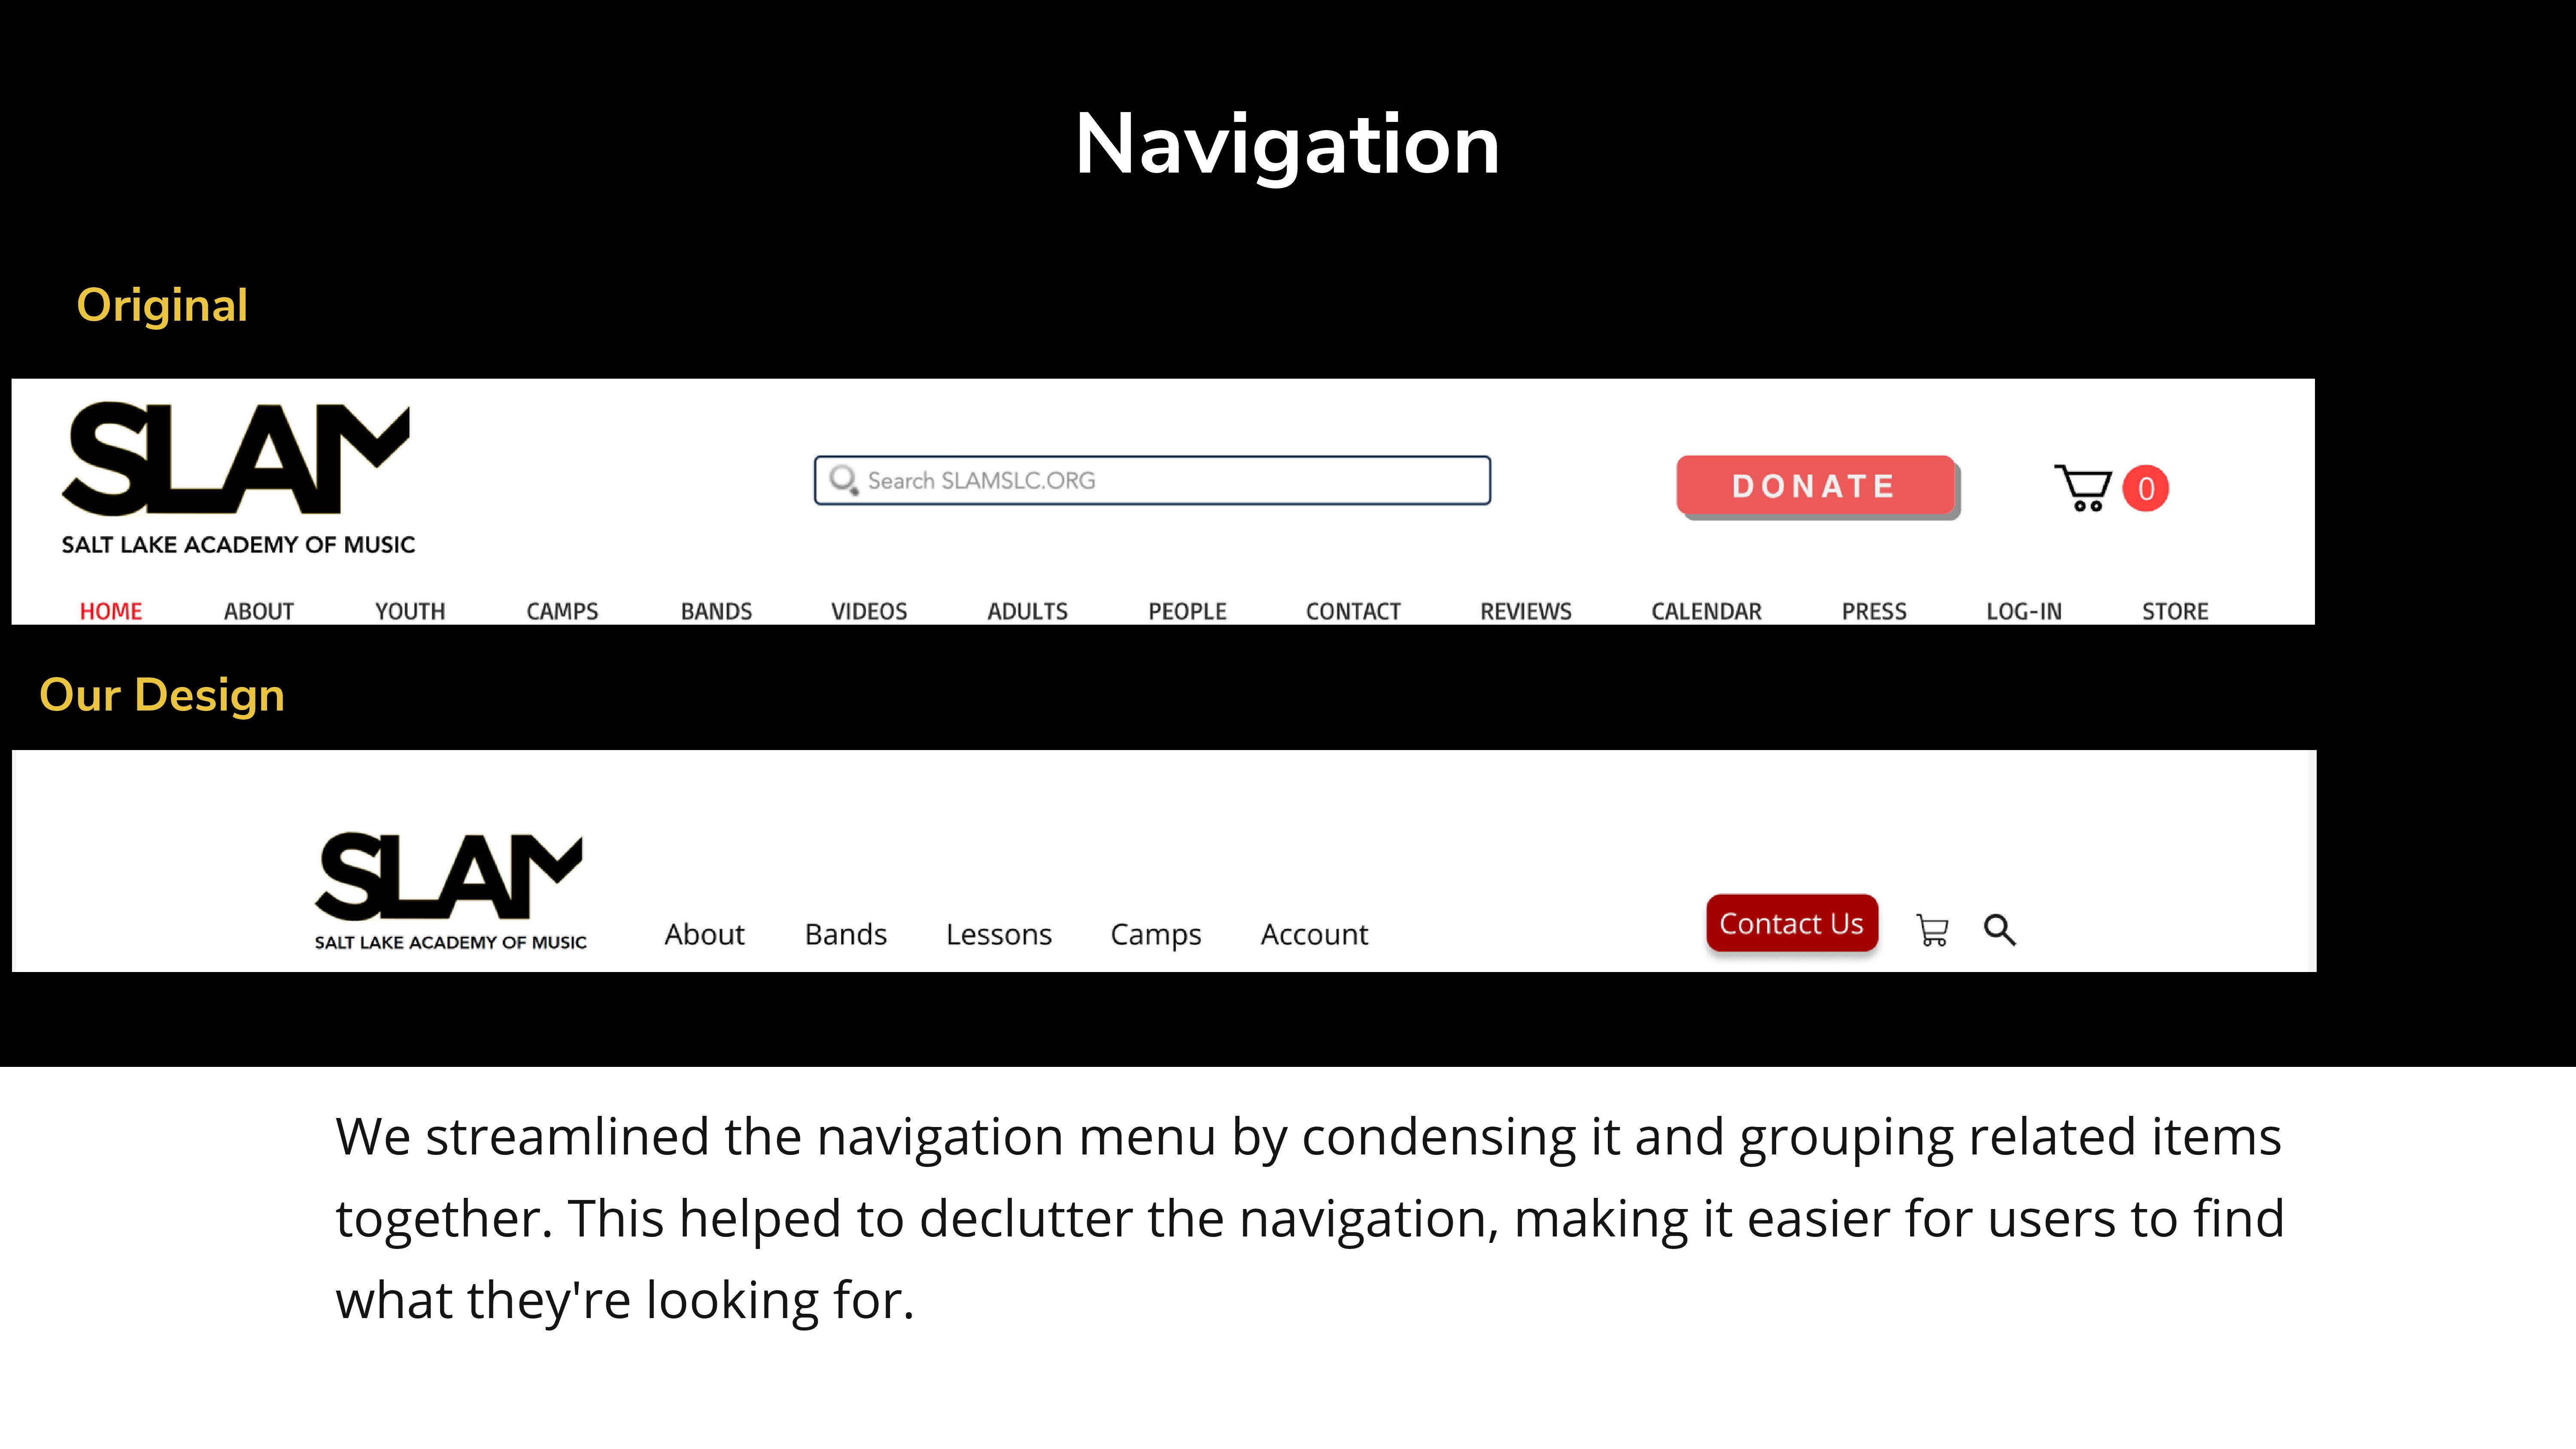 Navigation
Original
SLAM
SALT LAKE ACADEMY OF MUSIC
Search SLAMSLC.ORG
DONATE
0
HOME ABOUT YOUTH CAMPS BANDS VIDEOS ADULTS PEOPLE CONTACT REVIEWS CALENDAR PRESS LOG-IN STORE
Our Design
SLAM
SALT LAKE ACADEMY OF MUSIC
About Bands Lessons Camps Account
Contact Us
We streamlined the navigation menu by condensing it and grouping related items
together. This helped to declutter the navigation, making it easier for users to find
what they're looking for.